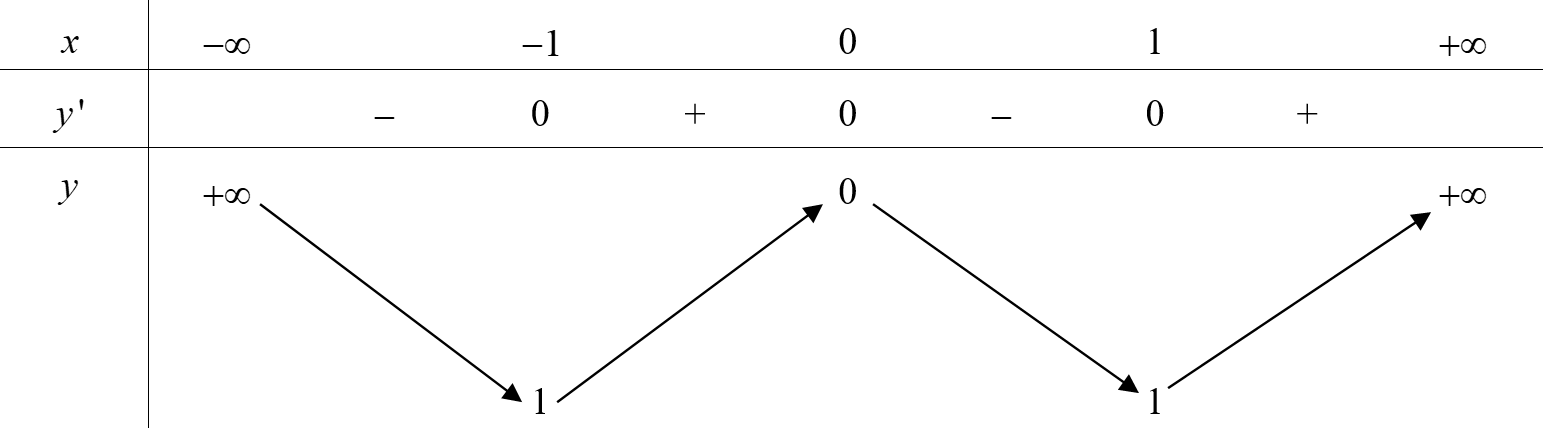 x −∞ −1 0 1 +∞
y' − 0 + 0 − 0 +
y +∞ 0 +∞
1 1